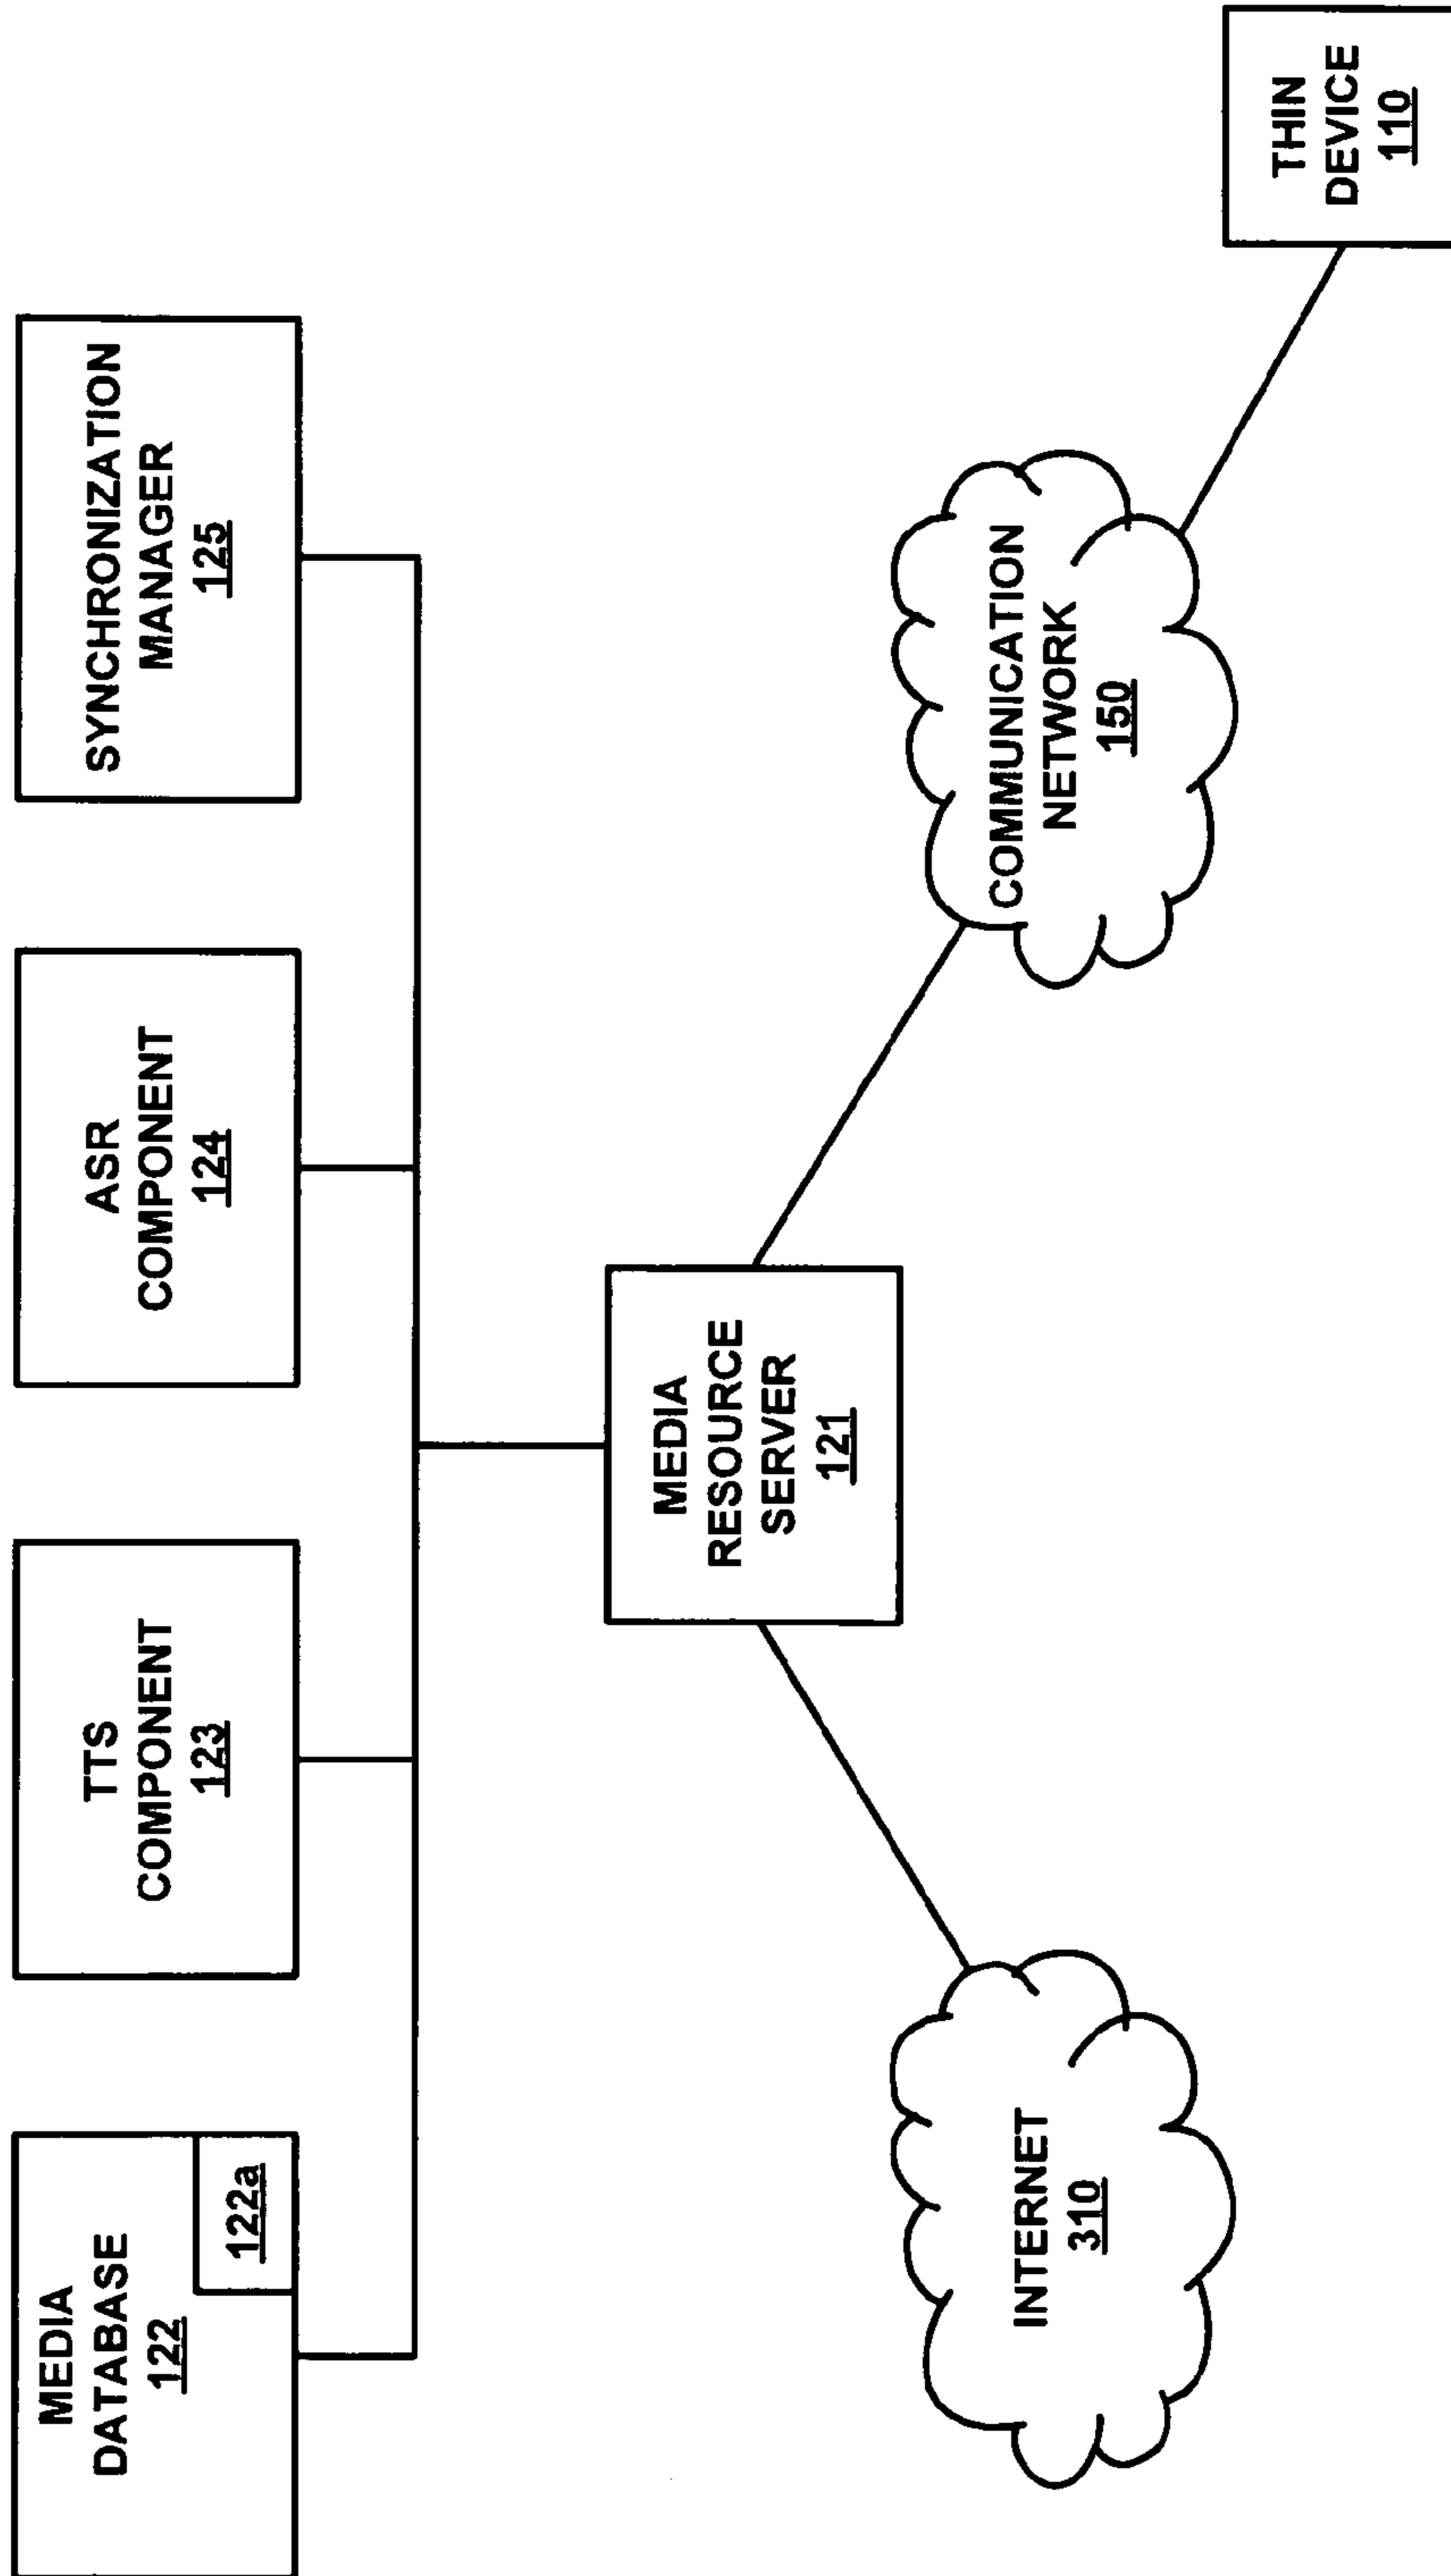 MEDIA
DATABASE
122
122a
TTS
COMPONENT
123
ASR
COMPONENT
124
SYNCHRONIZATION
MANAGER
125
MEDIA
RESOURCE
SERVER
121
INTERNET
310
COMMUNICATION
NETWORK
150
THIN
DEVICE
110